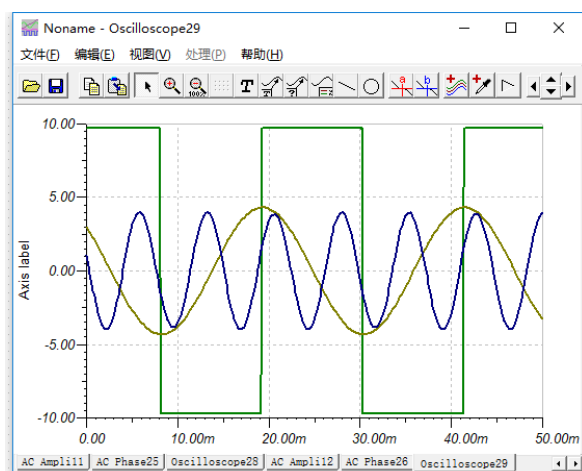 Noname - Oscilloscope29
文件(F) 编辑(E) 视图(V) 处理(P) 帮助(H)
100% T a b
10.00
5.00
0.00
-5.00
-10.00
Axis label
0.00 10.00m 20.00m 30.00m 40.00m 50.00m
AC Ampli11 AC Phase25 Oscilloscope28 AC Ampli12 AC Phase26 Oscilloscope29